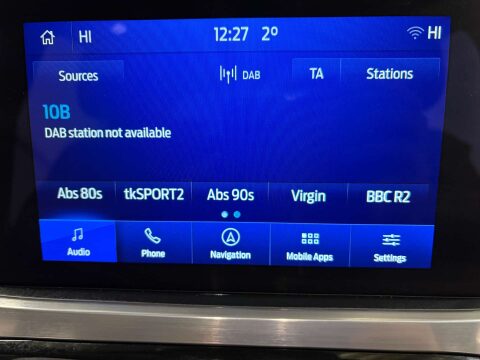 HI 12:27 2° HI
Sources DAB TA Stations
10B
DAB station not available
Abs 80s tkSPORT2 Abs 90s Virgin BBC R2
Audio Phone Navigation Mobile Apps Settings